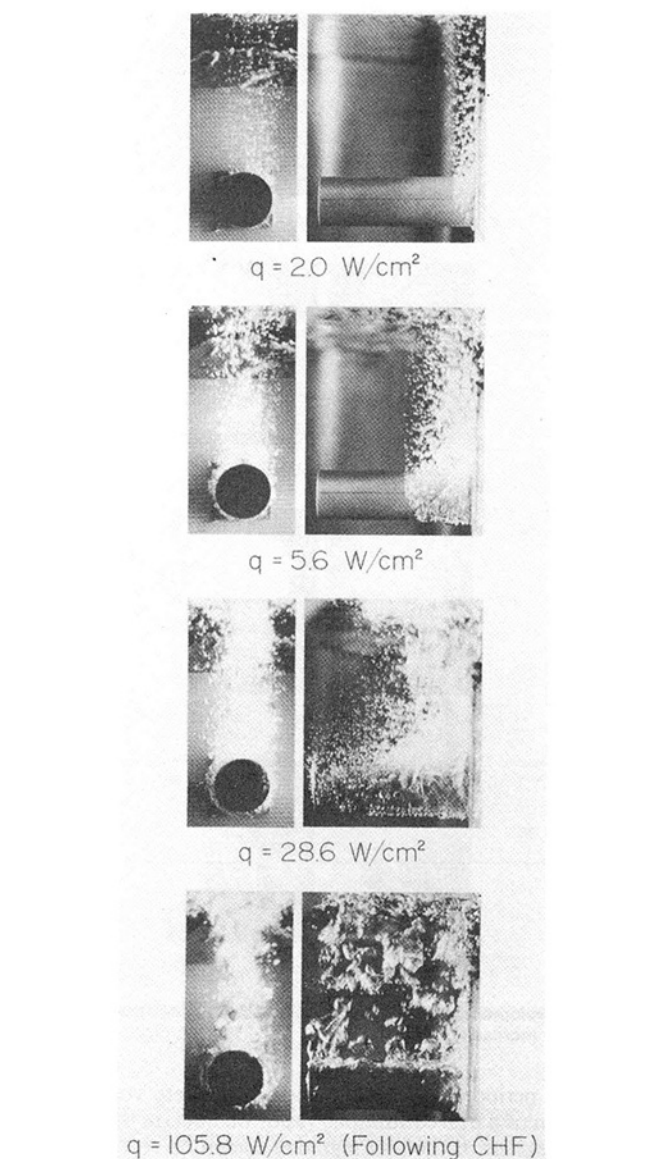 q = 2.0 W/cm²
q = 5.6 W/cm²
q = 28.6 W/cm²
q = 105.8 W/cm² (Following CHF)